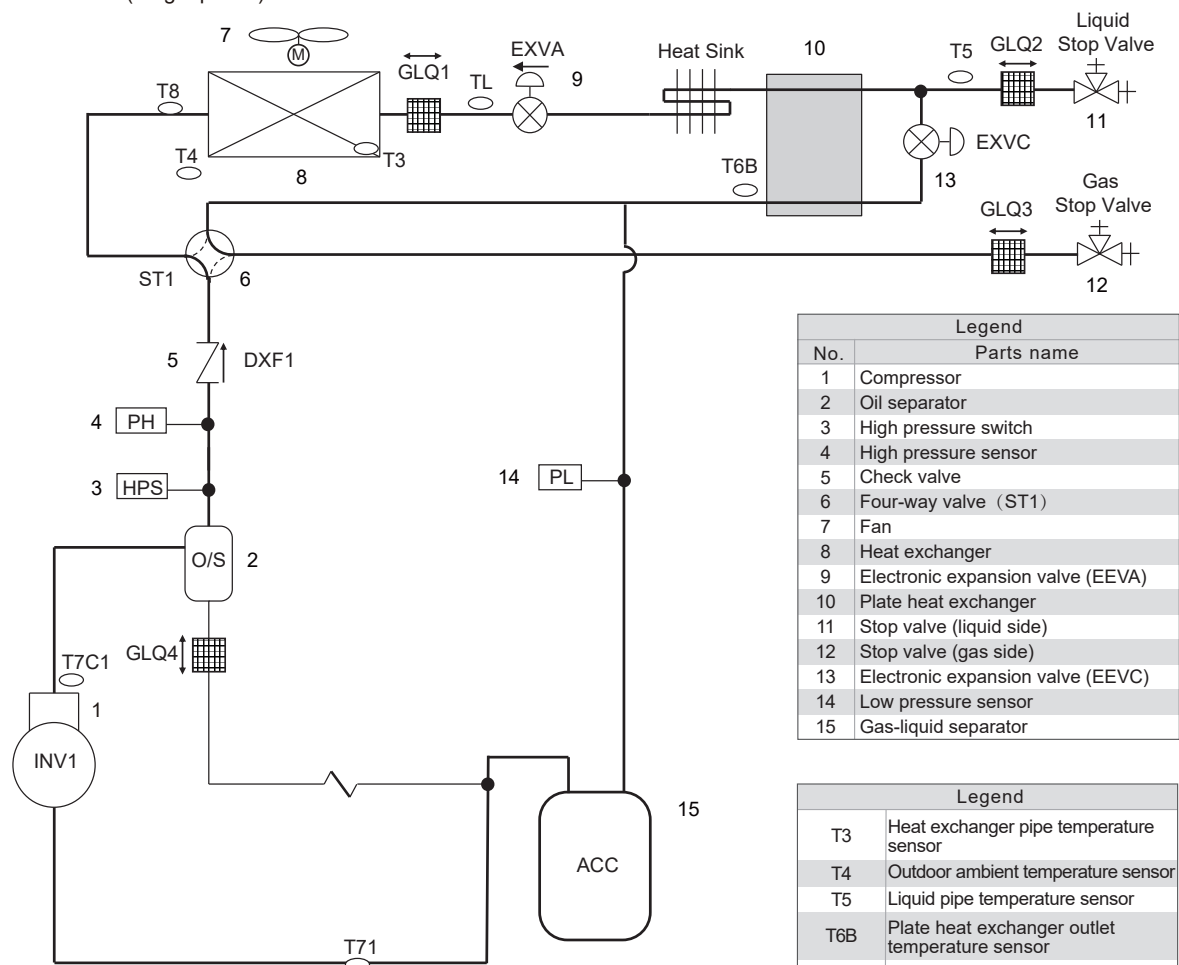 7
M
EXVA
9
Heat Sink
10
T5
GLQ2
Liquid
Stop Valve
GLQ1
TL
T8
11
EXVC
T4
T3
8
T6B
13
Gas
Stop Valve
GLQ3
ST1
6
12
5
DXF1
4
PH
3
HPS
14
PL
O/S
2
GLQ4
T7C1
1
INV1
15
ACC
T71
Legend
No. Parts name
1 Compressor
2 Oil separator
3 High pressure switch
4 High pressure sensor
5 Check valve
6 Four-way valve（ST1）
7 Fan
8 Heat exchanger
9 Electronic expansion valve (EEVA)
10 Plate heat exchanger
11 Stop valve (liquid side)
12 Stop valve (gas side)
13 Electronic expansion valve (EEVC)
14 Low pressure sensor
15 Gas-liquid separator
Legend
T3 Heat exchanger pipe temperature
sensor
T4 Outdoor ambient temperature sensor
T5 Liquid pipe temperature sensor
T6B Plate heat exchanger outlet
temperature sensor